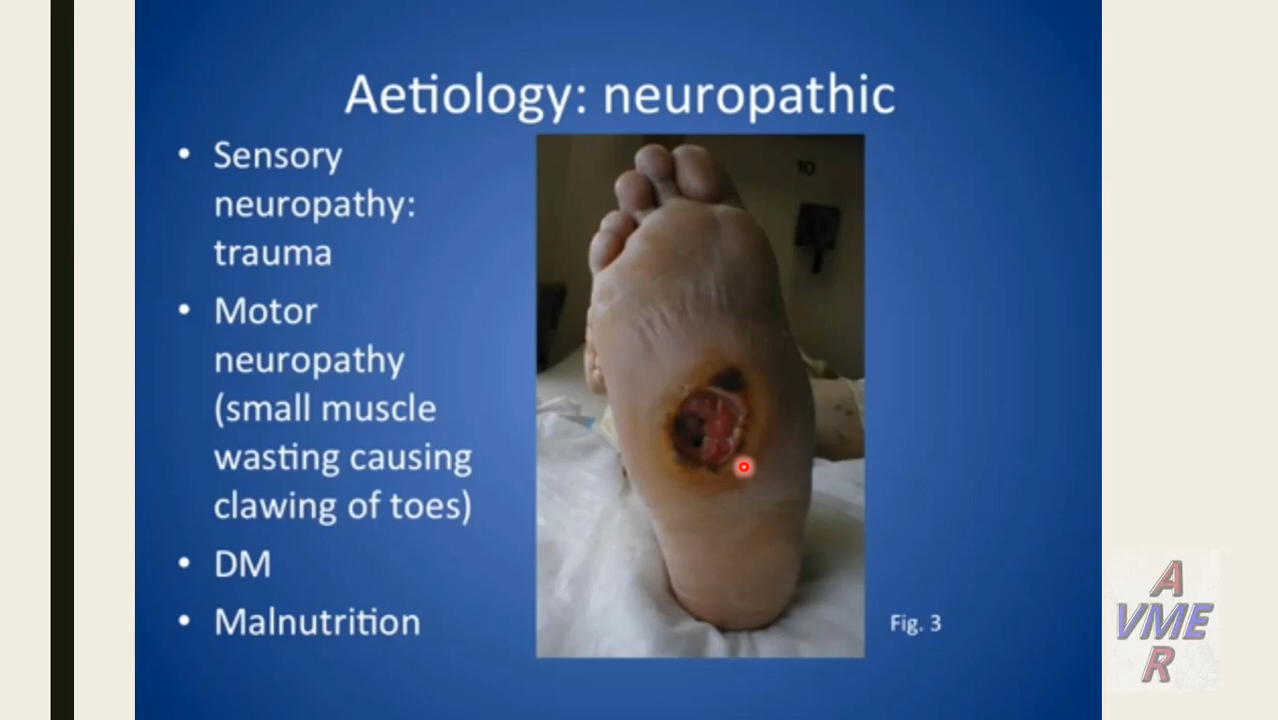 Aetiology: neuropathic
• Sensory
neuropathy:
trauma
• Motor
neuropathy
(small muscle
wasting causing
clawing of toes)
• DM
• Malnutrition
10
Fig. 3
A
VME
R